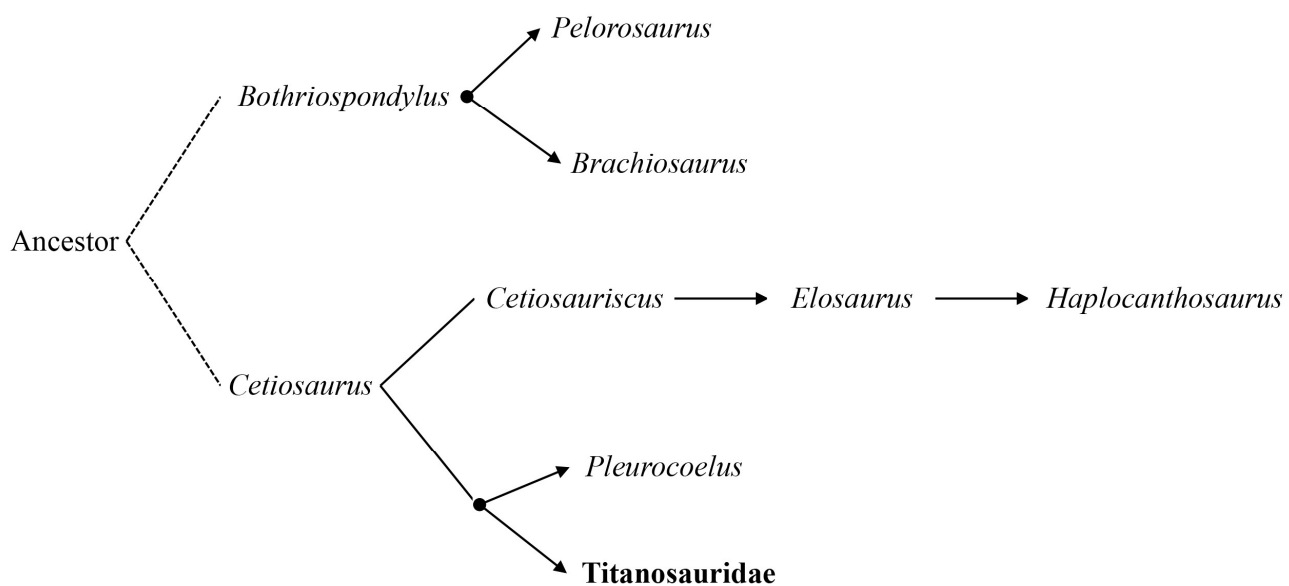 Pelorosaurus
Bothriospondylus
Brachiosaurus
Ancestor
Cetiosauriscus Elosaurus Haplocanthosaurus
Cetiosaurus
Pleurocoelus
Titanosauridae